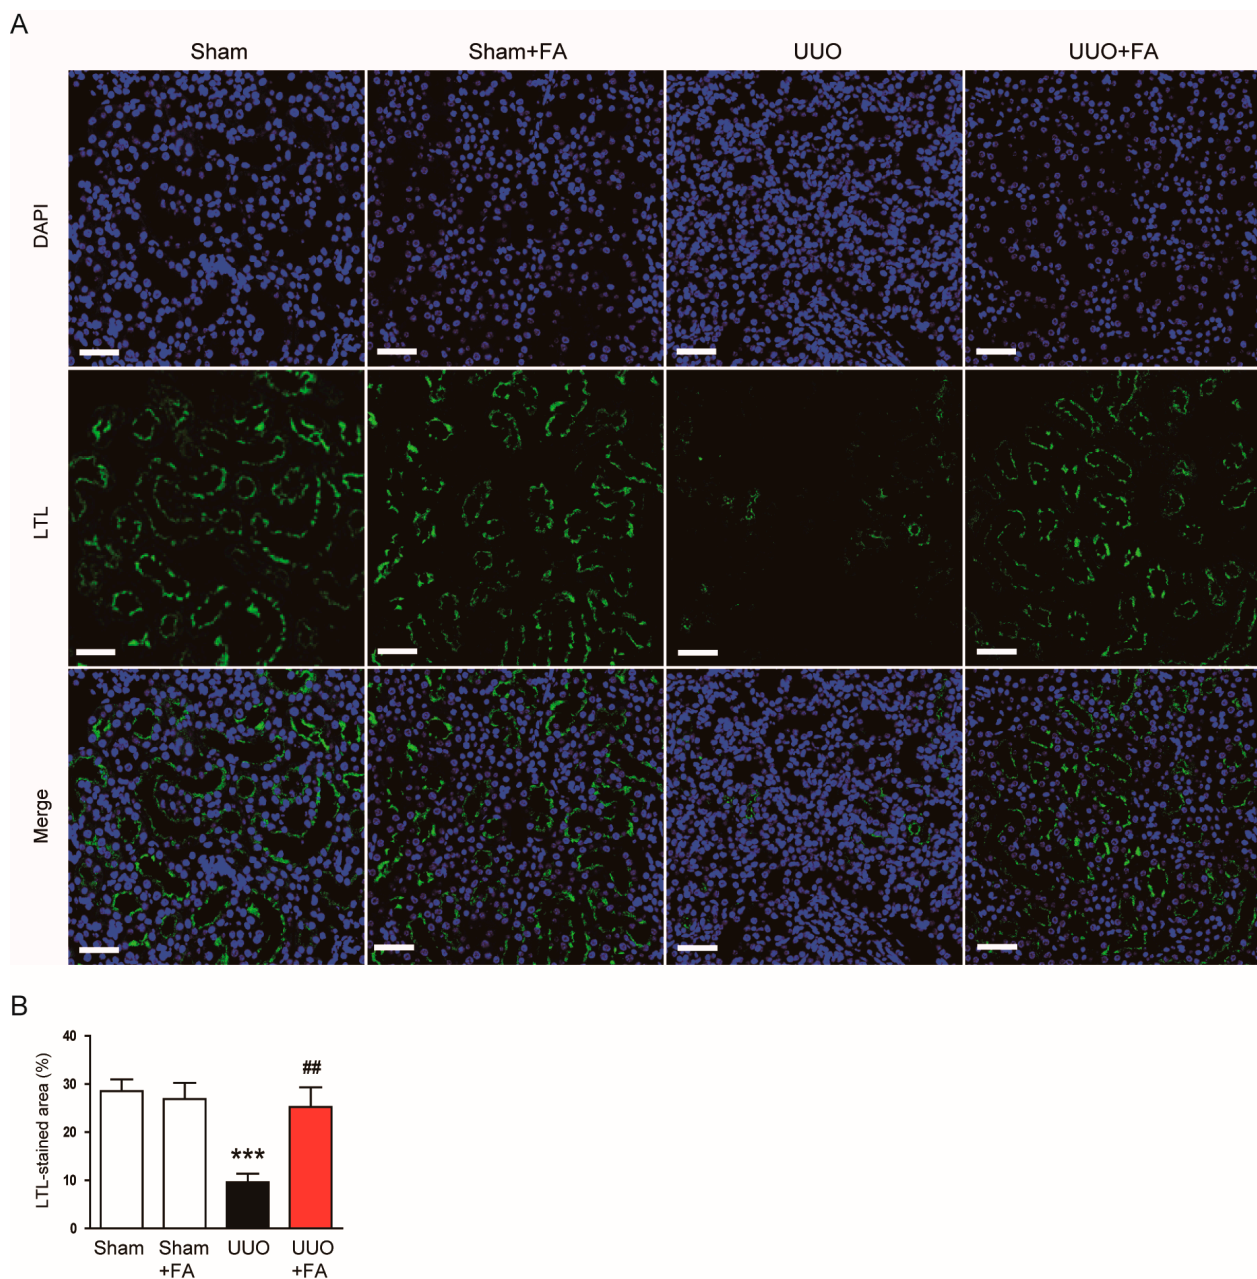 A
Sham Sham+FA UUO UUO+FA
DAPI
LTL
Merge
B
LTL-stained area (%)
40
30
20
10
0
***
##
Sham Sham UUO UUO
+FA +FA